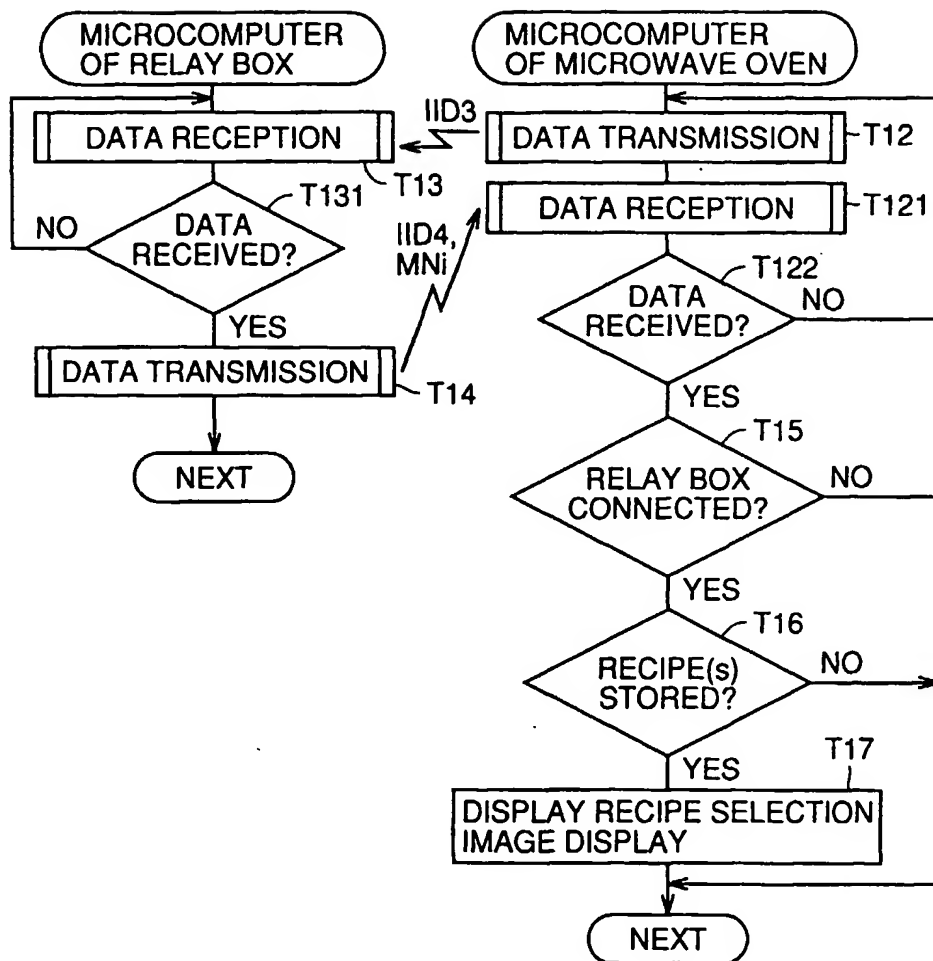 MICROCOMPUTER
OF RELAY BOX
DATA RECEPTION
T13
T131
DATA
RECEIVED?
NO
YES
DATA TRANSMISSION
T14
NEXT
IID3
IID4,
MNi
MICROCOMPUTER
OF MICROWAVE OVEN
DATA TRANSMISSION
T12
DATA RECEPTION
T121
T122
DATA
RECEIVED?
NO
YES
T15
RELAY BOX
CONNECTED?
NO
YES
T16
RECIPE(s)
STORED?
NO
YES
T17
DISPLAY RECIPE SELECTION
IMAGE DISPLAY
NEXT